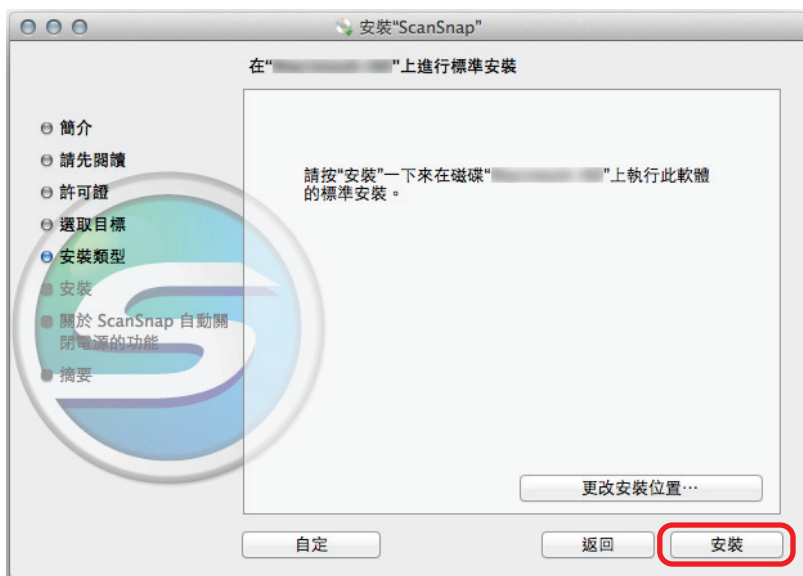 安裝“ScanSnap”
在“ ”上進行標準安裝
簡介
請先閱讀
許可證
選取目標
安裝類型
安裝
關於 ScanSnap 自動關
閉電源的功能
摘要
請按“安裝”一下來在磁碟“ ”上執行此軟體
的標準安裝。
更改安裝位置⋯
自定
返回
安裝